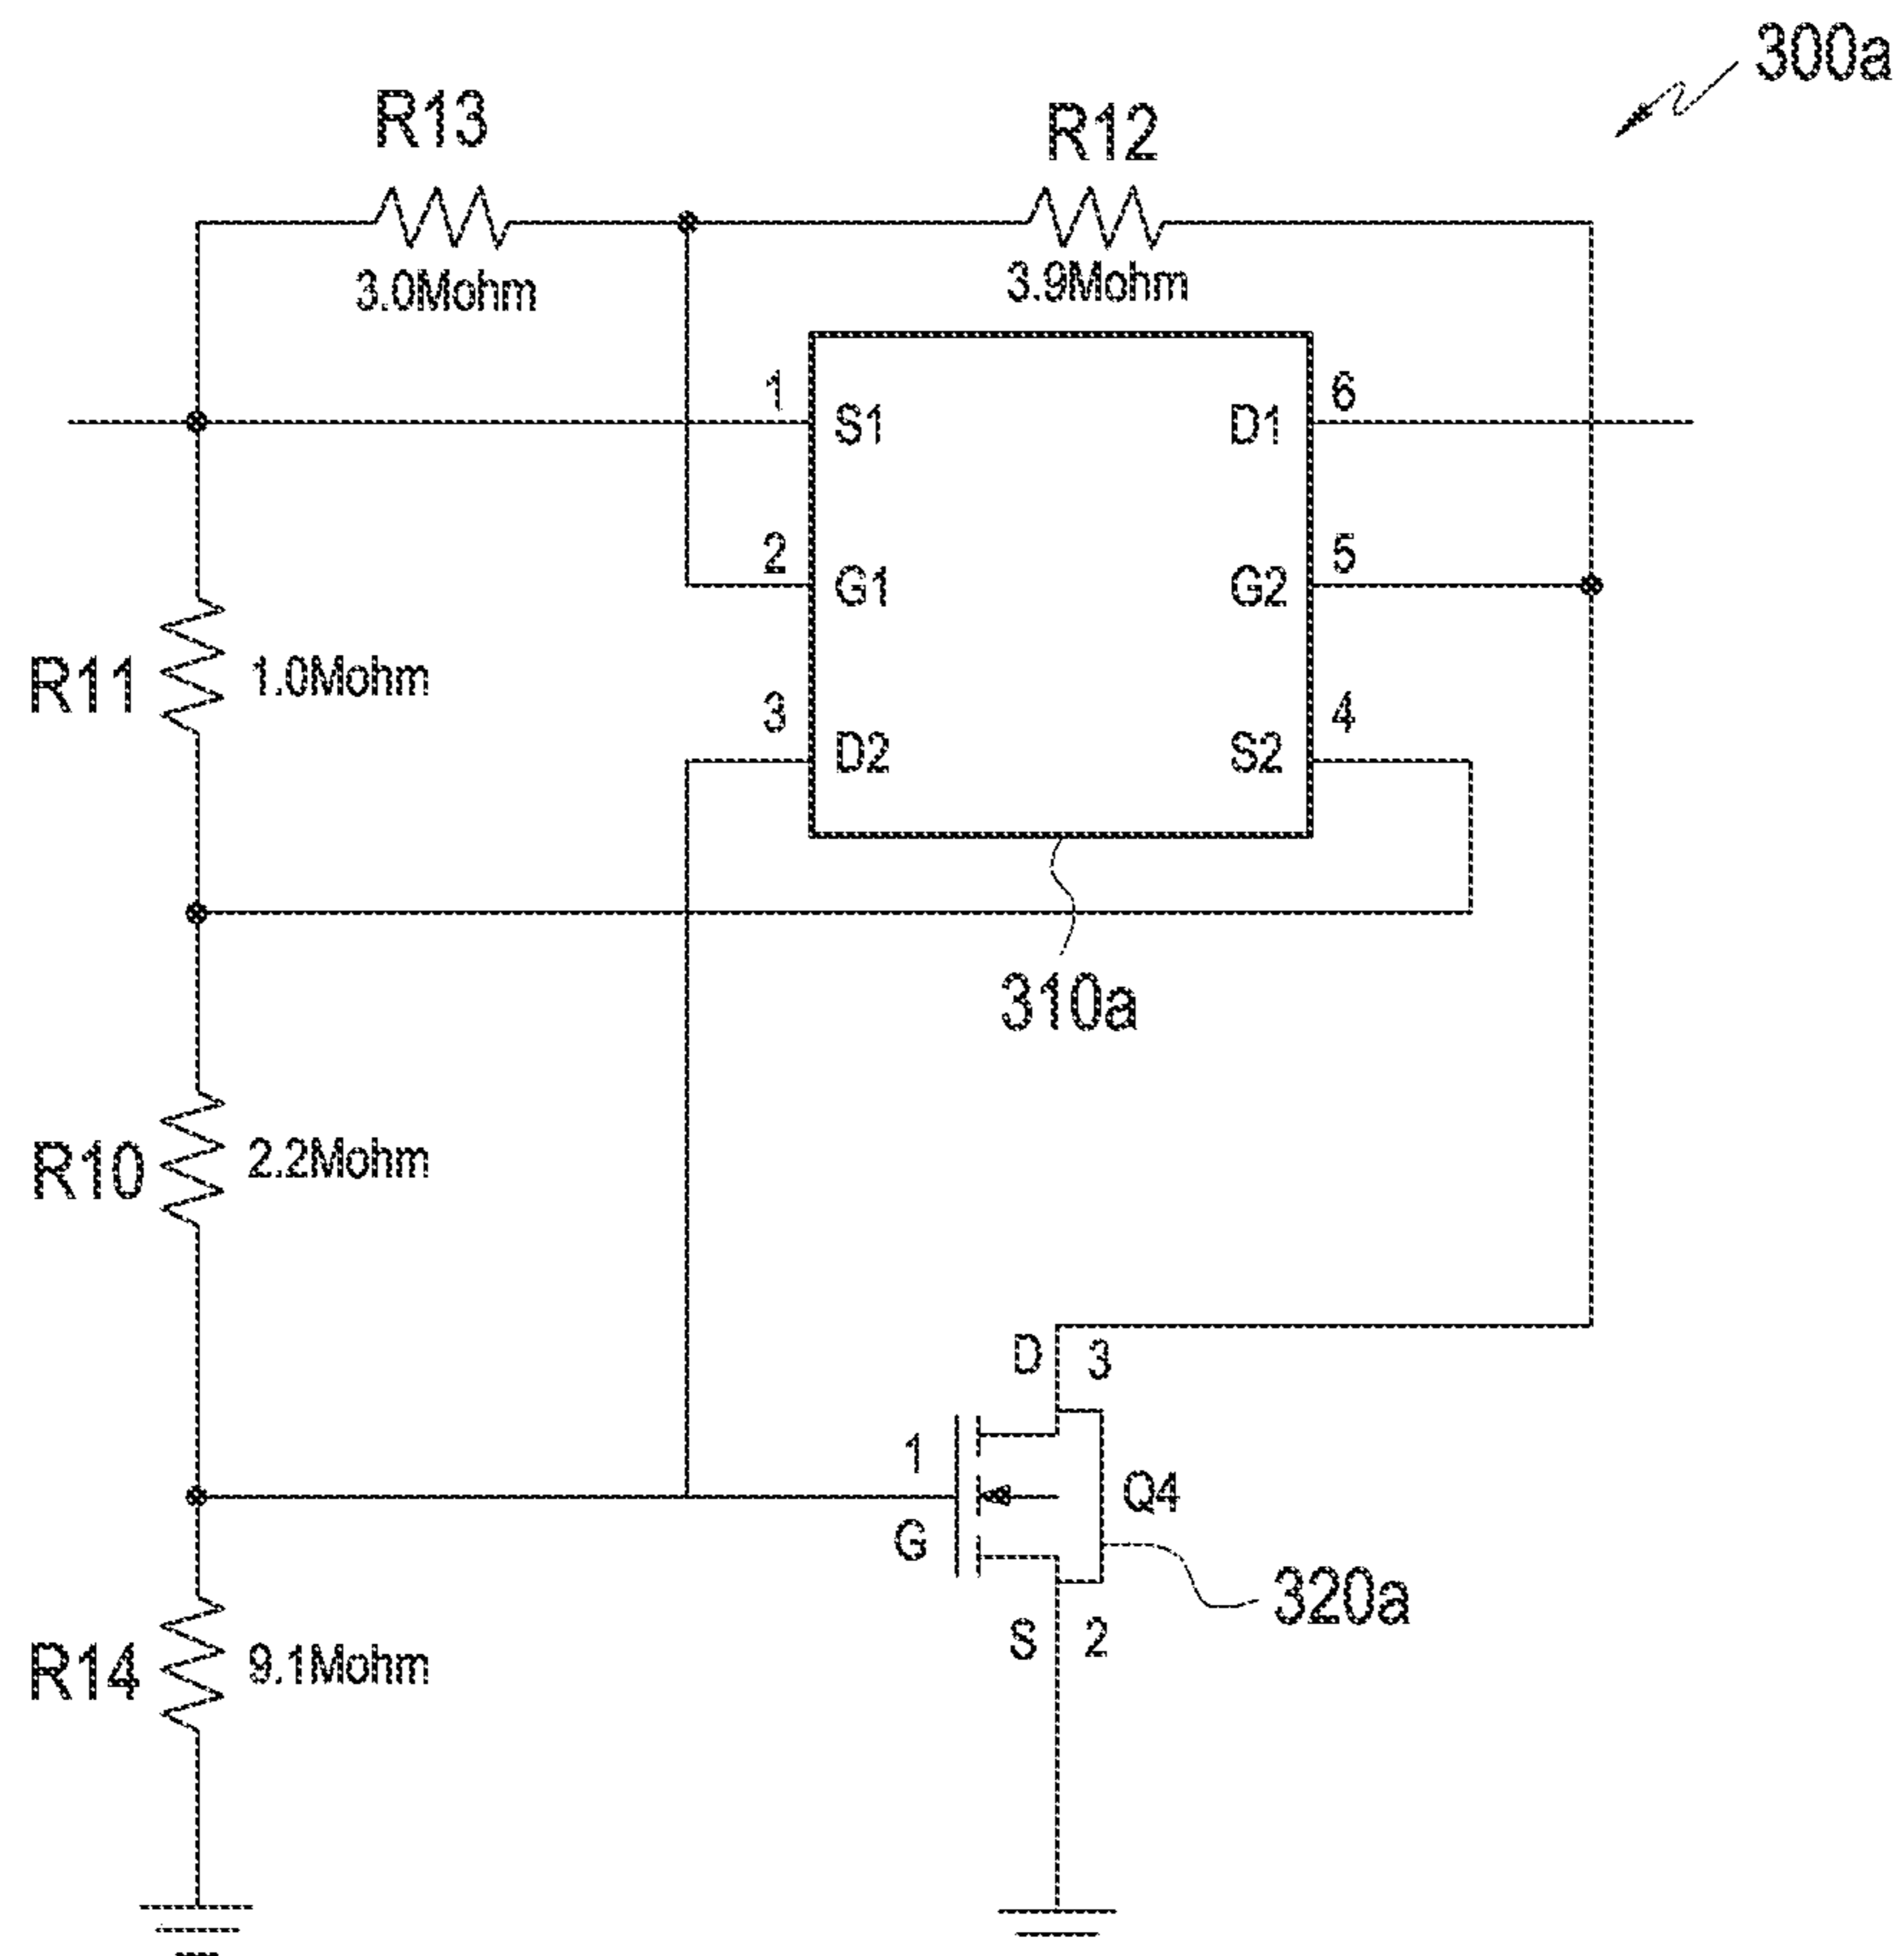 300a
R13
R12
3.0Mohm
3.9Mohm
1
S1
D1
6
2
G1
G2
5
R11
1.0Mohm
3
D2
S2
4
310a
R10
2.2Mohm
D
3
1
G
Q4
320a
S
2
R14
9.1Mohm